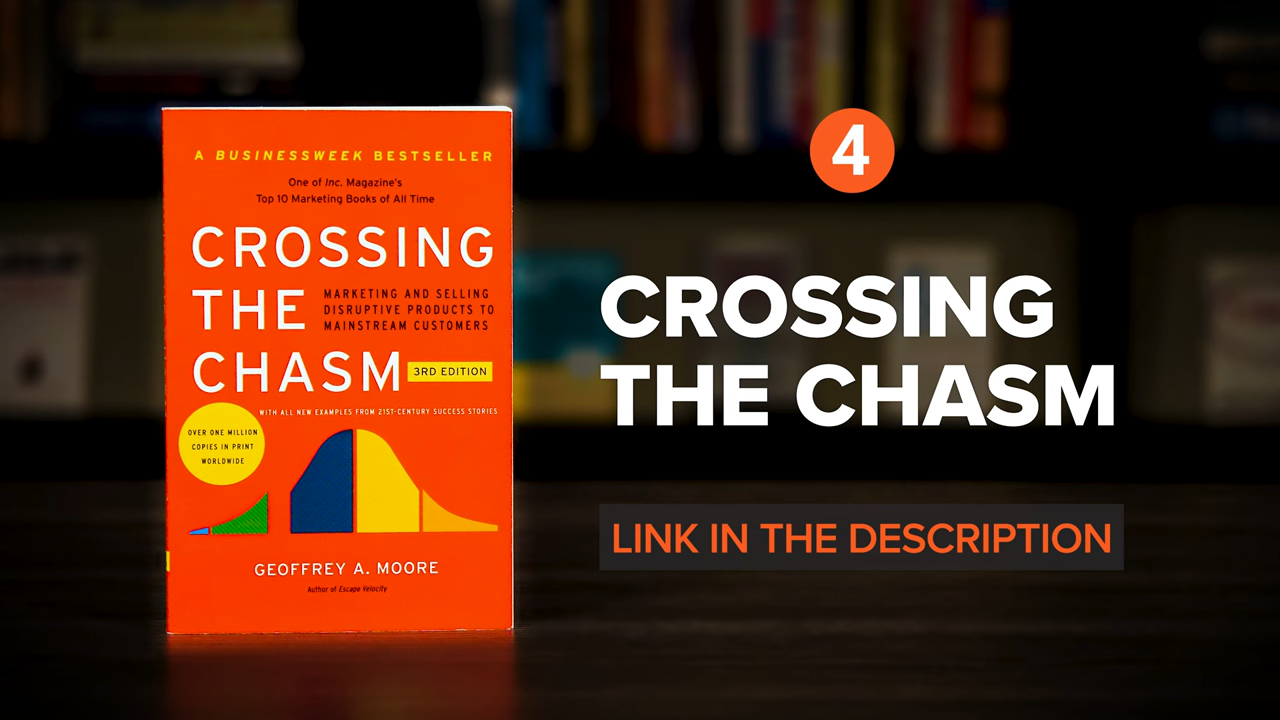 A BUSINESSWEEK BESTSELLER
One of Inc. Magazine's
Top 10 Marketing Books of All Time
CROSSING
THE
MARKETING AND SELLING
DISRUPTIVE PRODUCTS TO
MAINSTREAM CUSTOMERS
CHASM
3RD EDITION
WITH ALL NEW EXAMPLES FROM 21ST-CENTURY SUCCESS STORIES
OVER ONE MILLION
COPIES IN PRINT
WORLDWIDE
GEOFFREY A. MOORE
Author of Escape Velocity
4
CROSSING
THE CHASM
LINK IN THE DESCRIPTION